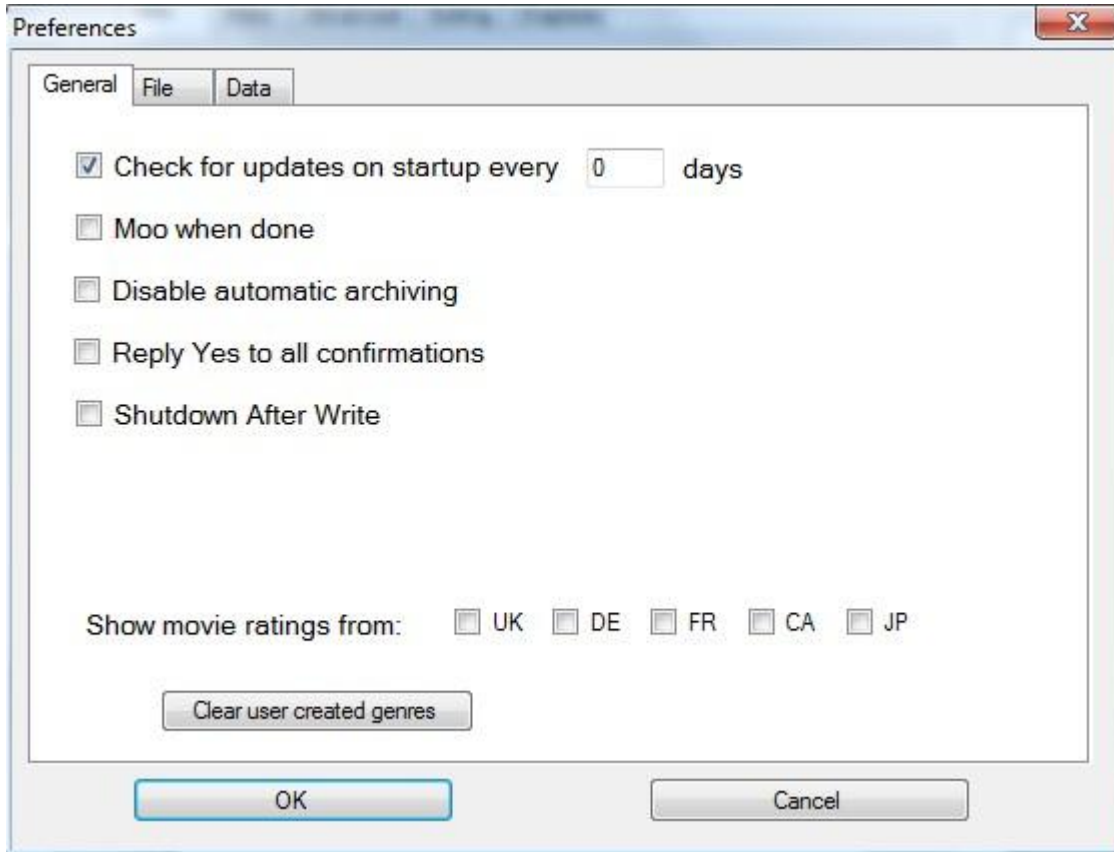 Preferences
General File Data
Check for updates on startup every 0 days
Moo when done
Disable automatic archiving
Reply Yes to all confirmations
Shutdown After Write
Show movie ratings from: UK DE FR CA JP
Clear user created genres
OK Cancel